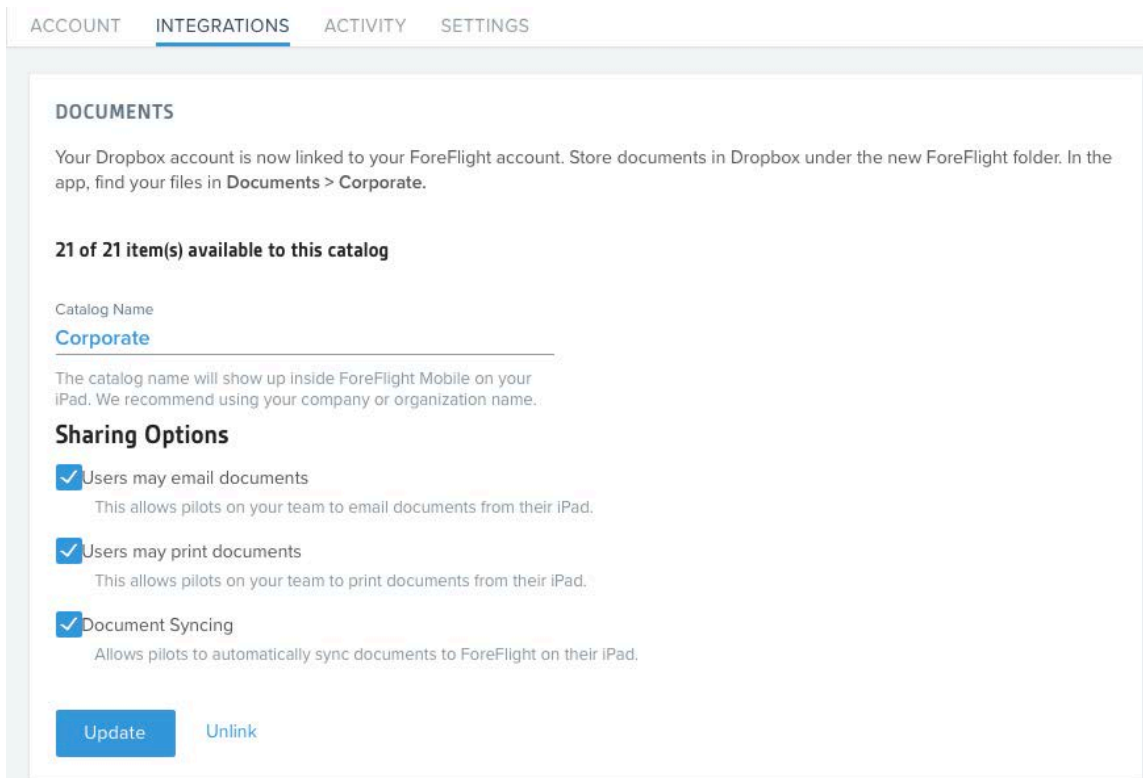 ACCOUNT INTEGRATIONS ACTIVITY SETTINGS
DOCUMENTS
Your Dropbox account is now linked to your ForeFlight account. Store documents in Dropbox under the new ForeFlight folder. In the
app, find your files in Documents > Corporate.
21 of 21 item(s) available to this catalog
Catalog Name
Corporate
The catalog name will show up inside ForeFlight Mobile on your
iPad. We recommend using your company or organization name.
Sharing Options
Users may email documents
This allows pilots on your team to email documents from their iPad.
Users may print documents
This allows pilots on your team to print documents from their iPad.
Document Syncing
Allows pilots to automatically sync documents to ForeFlight on their iPad.
Update Unlink